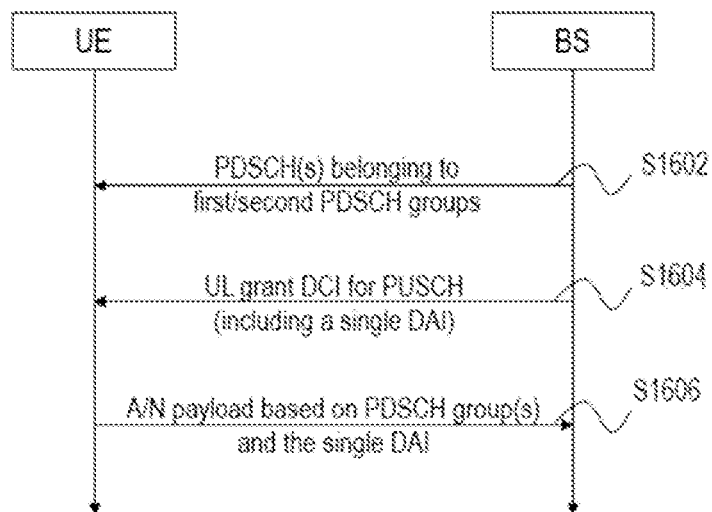 UE
BS
PDSCH(s) belonging to
first/second PDSCH groups
S1602
UL grant DCI for PUSCH
(including a single DAI)
S1604
A/N payload based on PDSCH group(s)
and the single DAI
S1606